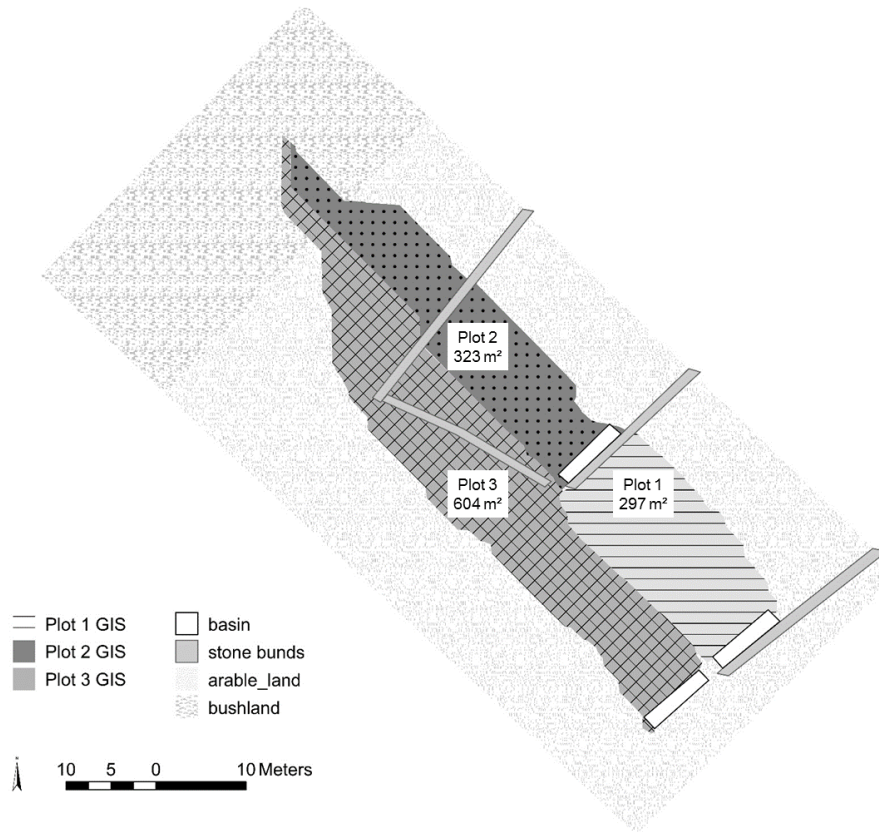 Plot 2
323 m²
Plot 3
604 m²
Plot 1
297 m²
Plot 1 GIS
Plot 2 GIS
Plot 3 GIS
basin
stone bunds
arable_land
bushland
10 5 0 10 Meters